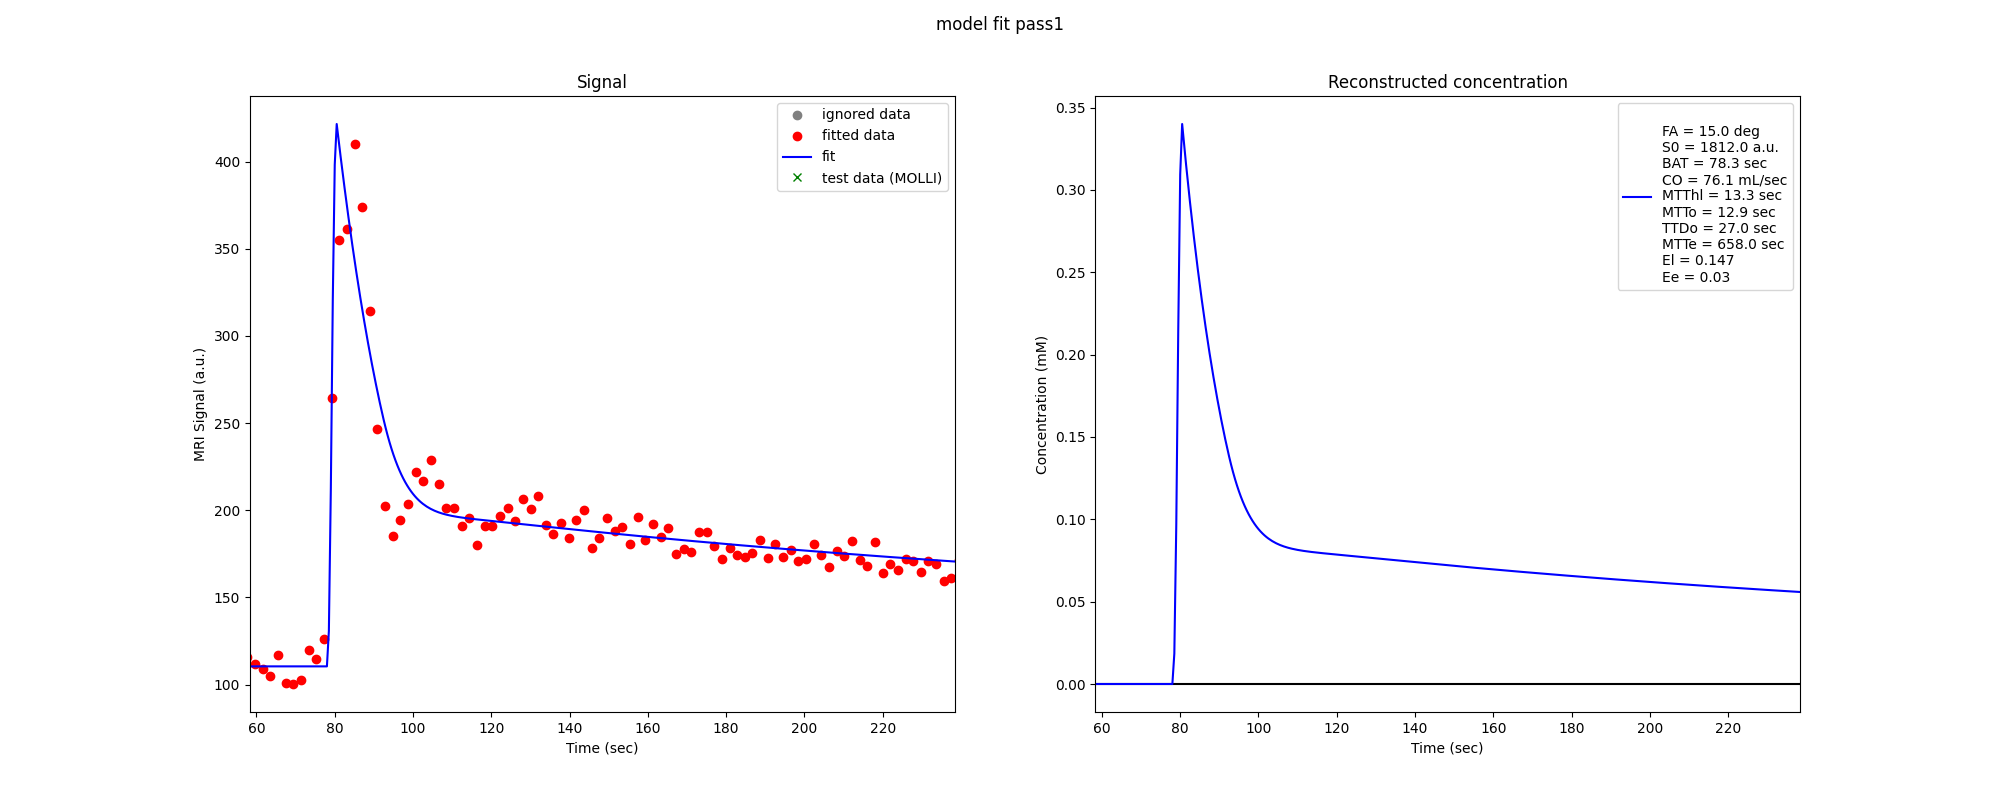 model fit pass1
Signal
MRI Signal (a.u.)
400
350
300
250
200
150
100
60 80 100 120 140 160 180 200 220
Time (sec)
ignored data
fitted data
fit
test data (MOLLI)
Reconstructed concentration
Concentration (mM)
0.35
0.30
0.25
0.20
0.15
0.10
0.05
0.00
60 80 100 120 140 160 180 200 220
Time (sec)
FA = 15.0 deg
S0 = 1812.0 a.u.
BAT = 78.3 sec
CO = 76.1 mL/sec
MTThl = 13.3 sec
MTTo = 12.9 sec
TTDo = 27.0 sec
MTTe = 658.0 sec
El = 0.147
Ee = 0.03